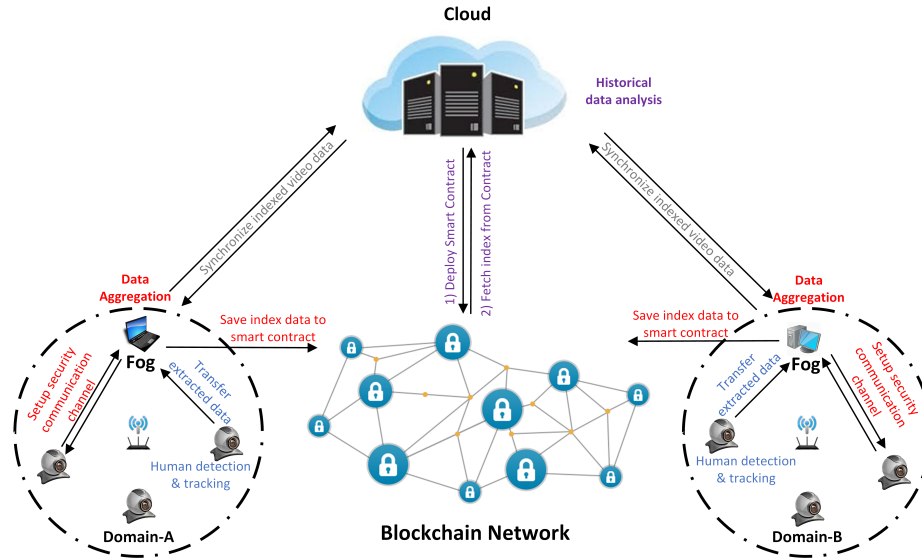 Cloud
Historical
data analysis
Synchronize indexed video data
1) Deploy Smart Contract
2) Fetch index from Contract
Synchronize indexed video data
Data
Aggregation
Fog
Save index data to
smart contract
Setup security
communication
channel
Transfer
extracted data
Human detection
& tracking
Domain-A
Blockchain Network
Data
Aggregation
Fog
Save index data to
smart contract
Transfer
extracted data
Setup security
communication
channel
Human detection
& tracking
Domain-B